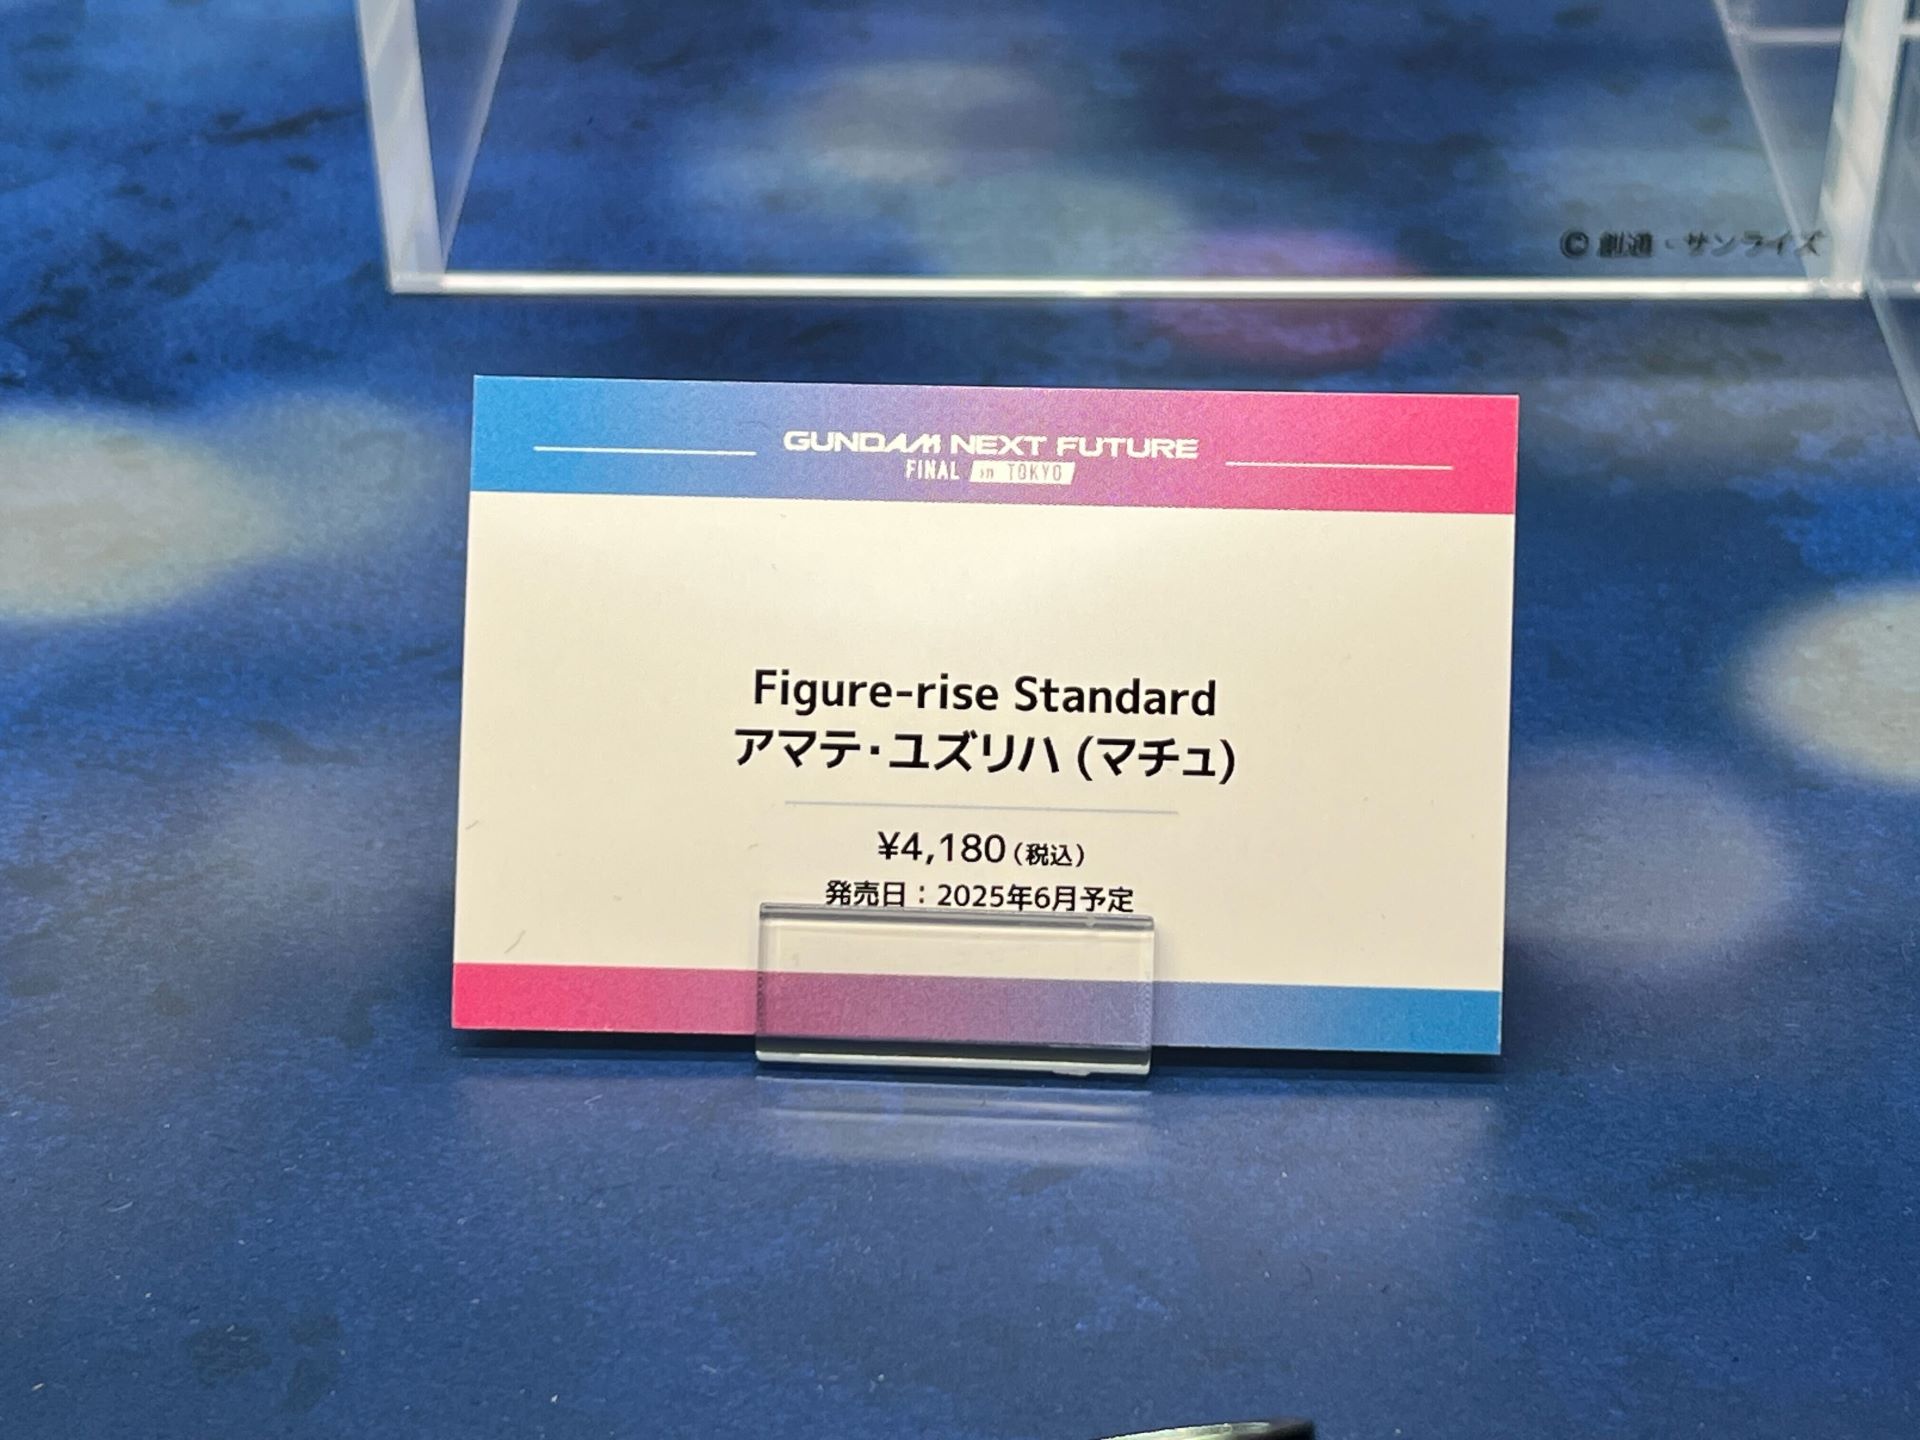 © 創通・サンライズ
GUNDAM NEXT FUTURE
FINAL in TOKYO
Figure-rise Standard
アマテ・ユズリハ (マチュ)
¥4,180(税込)
発売日：2025年6月予定